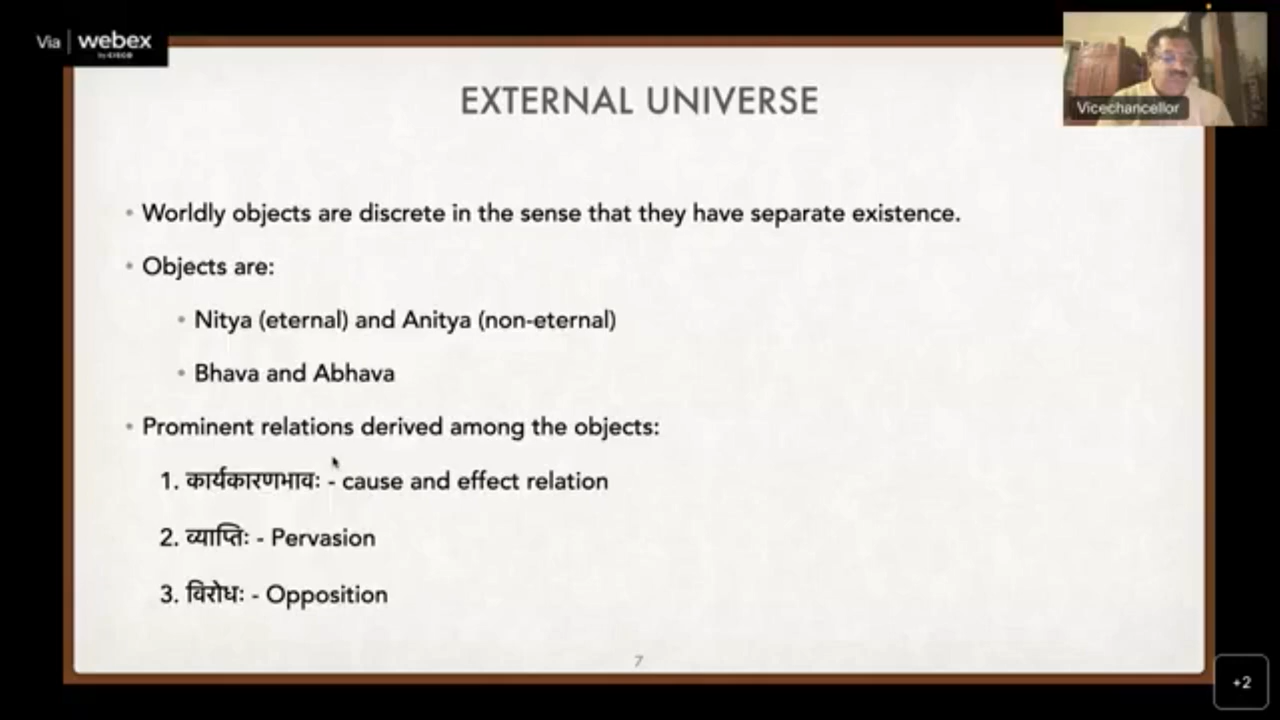 Via webex
by CISCO
Vicechancellor
EXTERNAL UNIVERSE
• Worldly objects are discrete in the sense that they have separate existence.
• Objects are:
• Nitya (eternal) and Anitya (non-eternal)
• Bhava and Abhava
• Prominent relations derived among the objects:
1. कार्यकारणभावः - cause and effect relation
2. व्याप्तिः - Pervasion
3. विरोधः - Opposition
7
+2